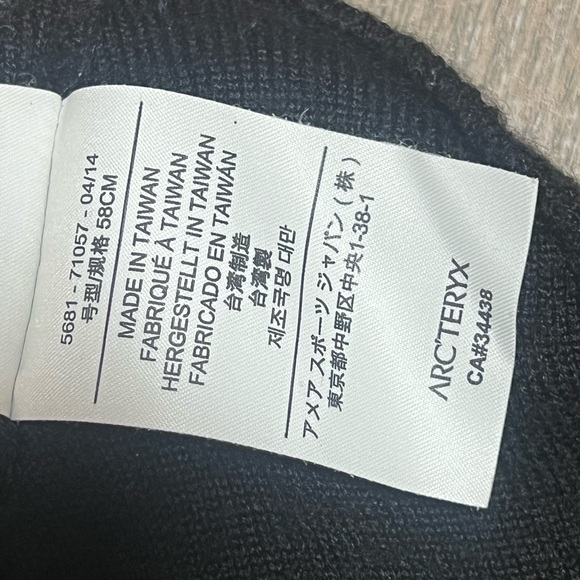 5681 - 71057 - 04/14
号型/规格 58CM
MADE IN TAIWAN
FABRIQUÉ À TAIWAN
HERGESTELLT IN TAIWAN
FABRICADO EN TAIWÁN
台湾制造
台湾製
제조국명 대만
アメア スポーツ ジャパン ( 株 )
東京都中野区中央1-38-1
ARC'TERYX
CA#34438